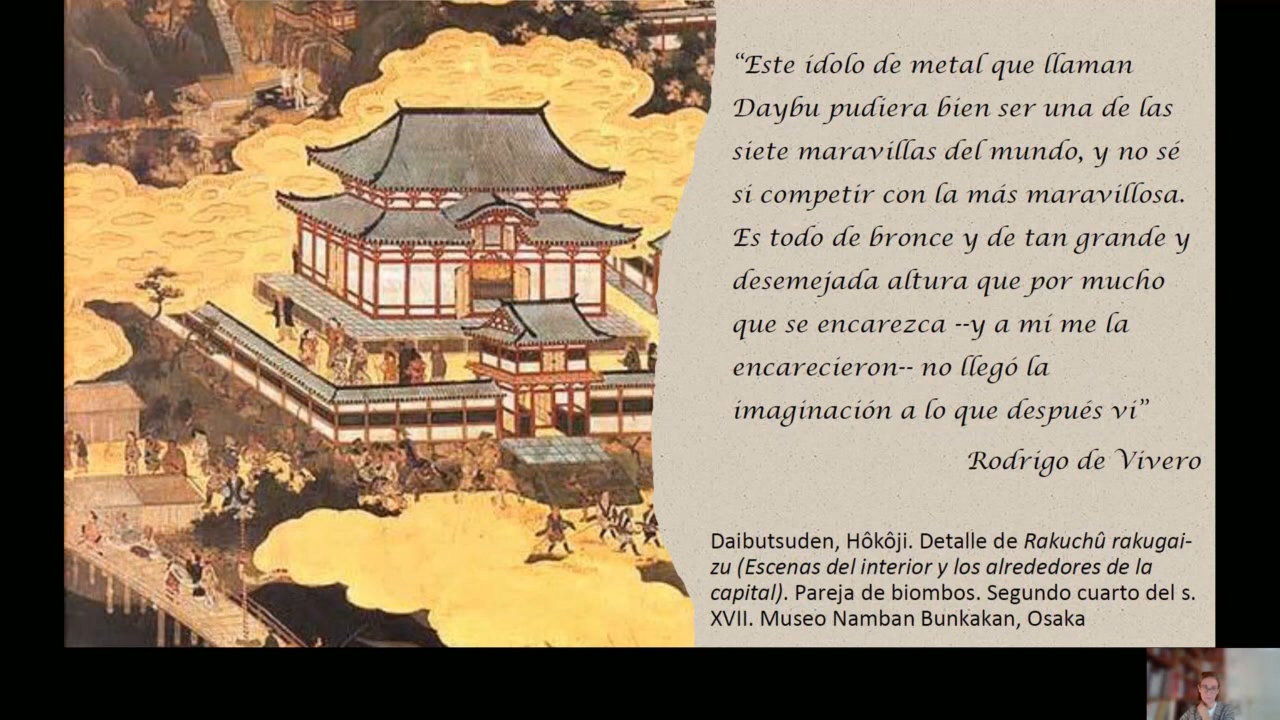 “Este ídolo de metal que llaman
Daybu pudiera bien ser una de las
siete maravillas del mundo, y no sé
si competir con la más maravillosa.
Es todo de bronce y de tan grande y
desemejada altura que por mucho
que se encarezca --y a mí me la
encarecieron-- no llegó la
imaginación a lo que después vi”
Rodrigo de Vivero
Daibutsuden, Hôkôji. Detalle de Rakuchû rakugai-
zu (Escenas del interior y los alrededores de la
capital). Pareja de biombos. Segundo cuarto del s.
XVII. Museo Namban Bunkakan, Osaka